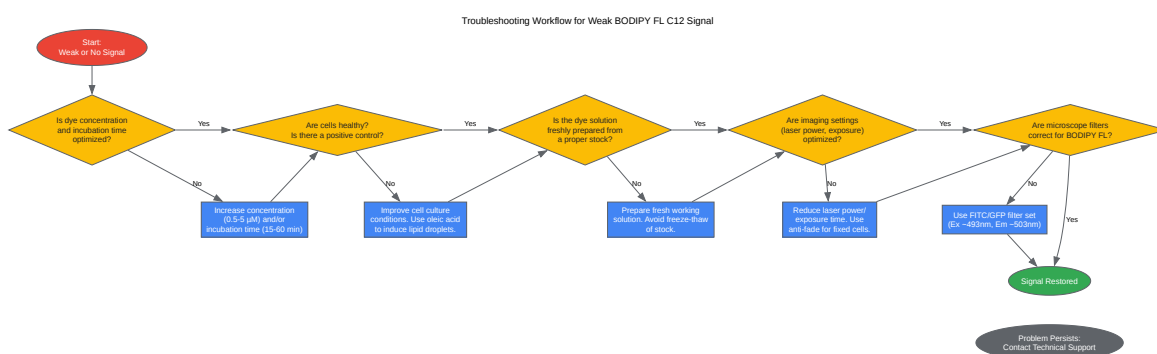 Troubleshooting Workflow for Weak BODIPY FL C12 Signal
Start:
Weak or No Signal
Is dye concentration
and incubation time
optimized?
Yes
Are cells healthy?
Is there a positive control?
Yes
Is the dye solution
freshly prepared from
a proper stock?
Yes
Are imaging settings
(laser power, exposure)
optimized?
Yes
Are microscope filters
correct for BODIPY FL?
No
No
No
No
No
Yes
Increase concentration
(0.5-5 µM) and/or
incubation time (15-60 min)
Improve cell culture
conditions. Use oleic acid
to induce lipid droplets.
Prepare fresh working
solution. Avoid freeze-thaw
of stock.
Reduce laser power/
exposure time. Use
anti-fade for fixed cells.
Use FITC/GFP filter set
(Ex ~493nm, Em ~503nm)
Signal Restored
Problem Persists:
Contact Technical Support